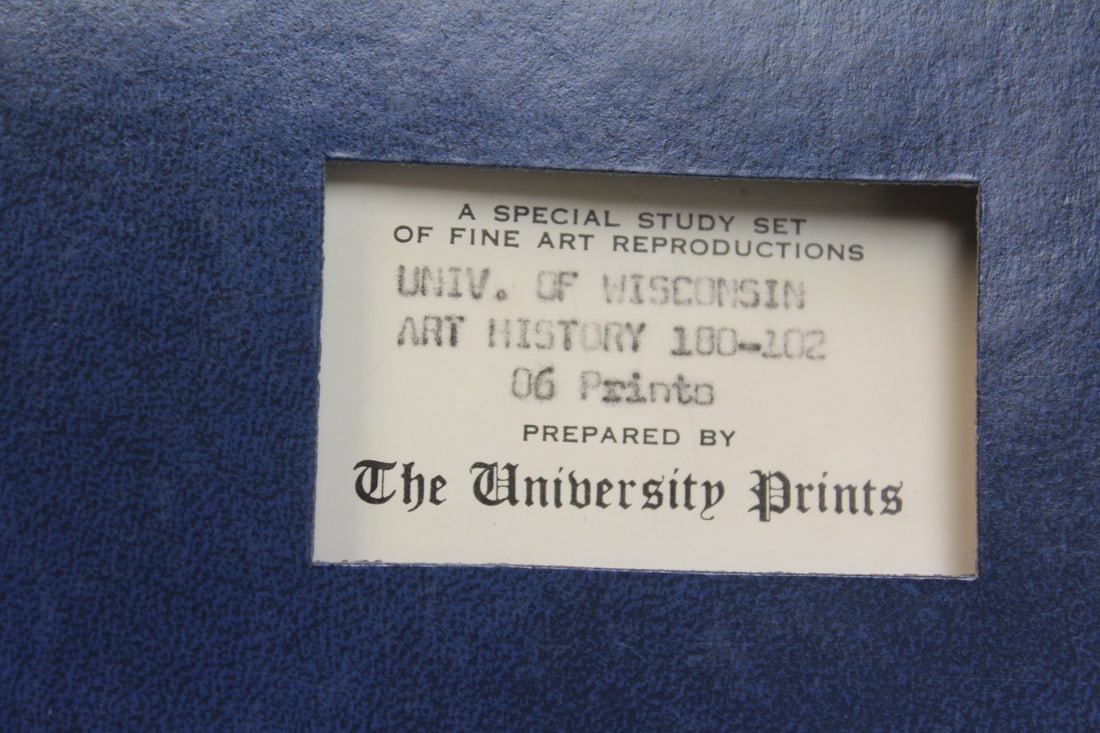 A SPECIAL STUDY SET
OF FINE ART REPRODUCTIONS
UNIV. OF WISCONSIN
ART HISTORY 100-102
06 Prints
PREPARED BY
The University Prints